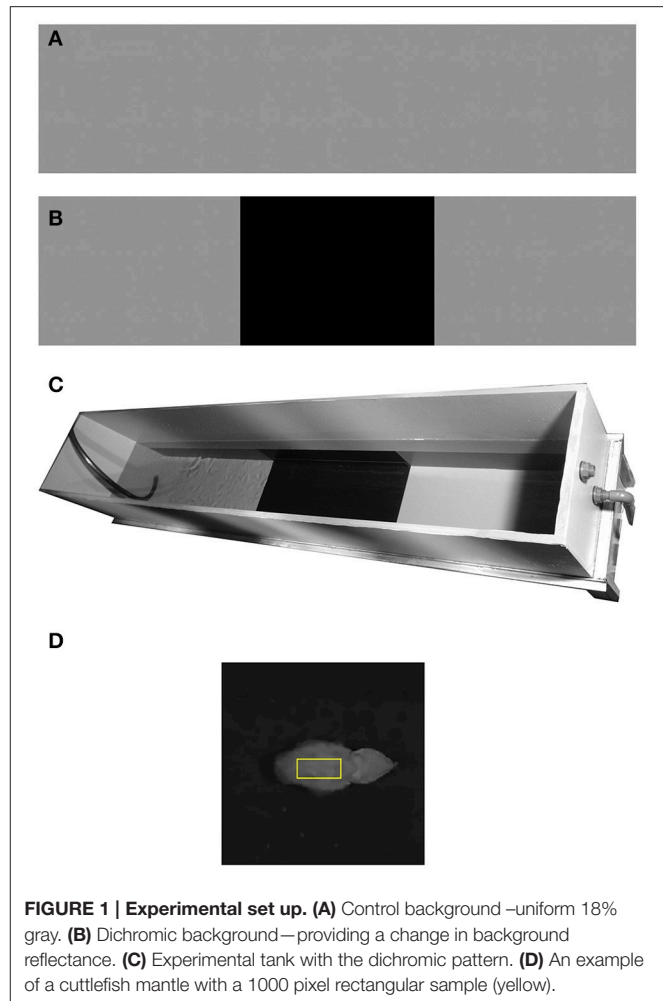 A
B
C
D
FIGURE 1 | Experimental set up. (A) Control background –uniform 18%
gray. (B) Dichromic background—providing a change in background
reflectance. (C) Experimental tank with the dichromic pattern. (D) An example
of a cuttlefish mantle with a 1000 pixel rectangular sample (yellow).